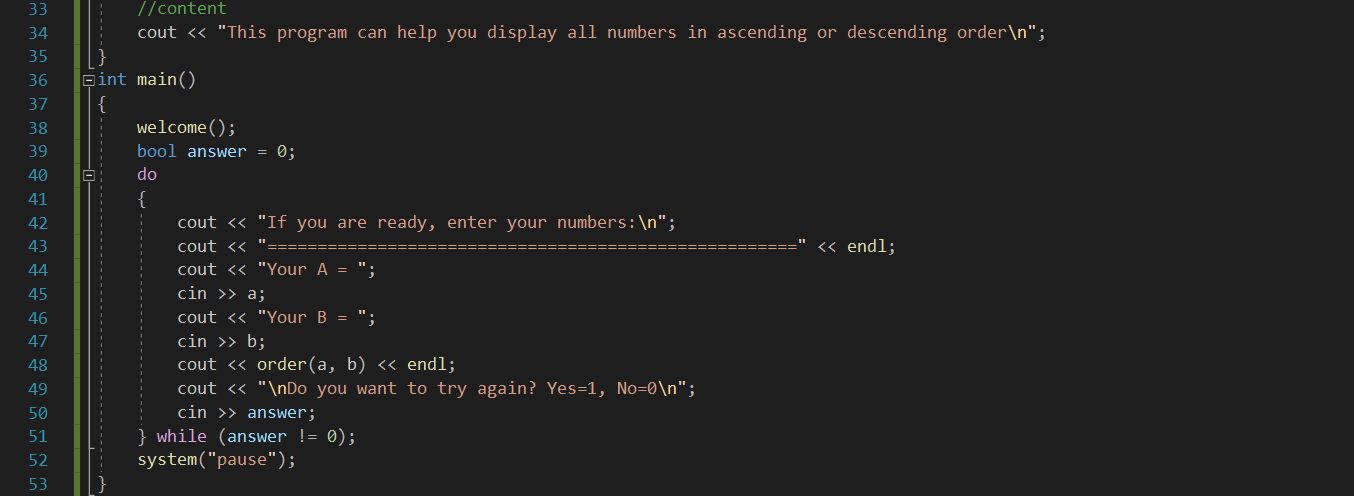 33 //content
34 cout << "This program can help you display all numbers in ascending or descending order\n";
35 }
36 int main()
37 {
38 welcome();
39 bool answer = 0;
40 do
41 {
42 cout << "If you are ready, enter your numbers:\n";
43 cout << "=====================================================" << endl;
44 cout << "Your A = ";
45 cin >> a;
46 cout << "Your B = ";
47 cin >> b;
48 cout << order(a, b) << endl;
49 cout << "\nDo you want to try again? Yes=1, No=0\n";
50 cin >> answer;
51 } while (answer != 0);
52 system("pause");
53 }